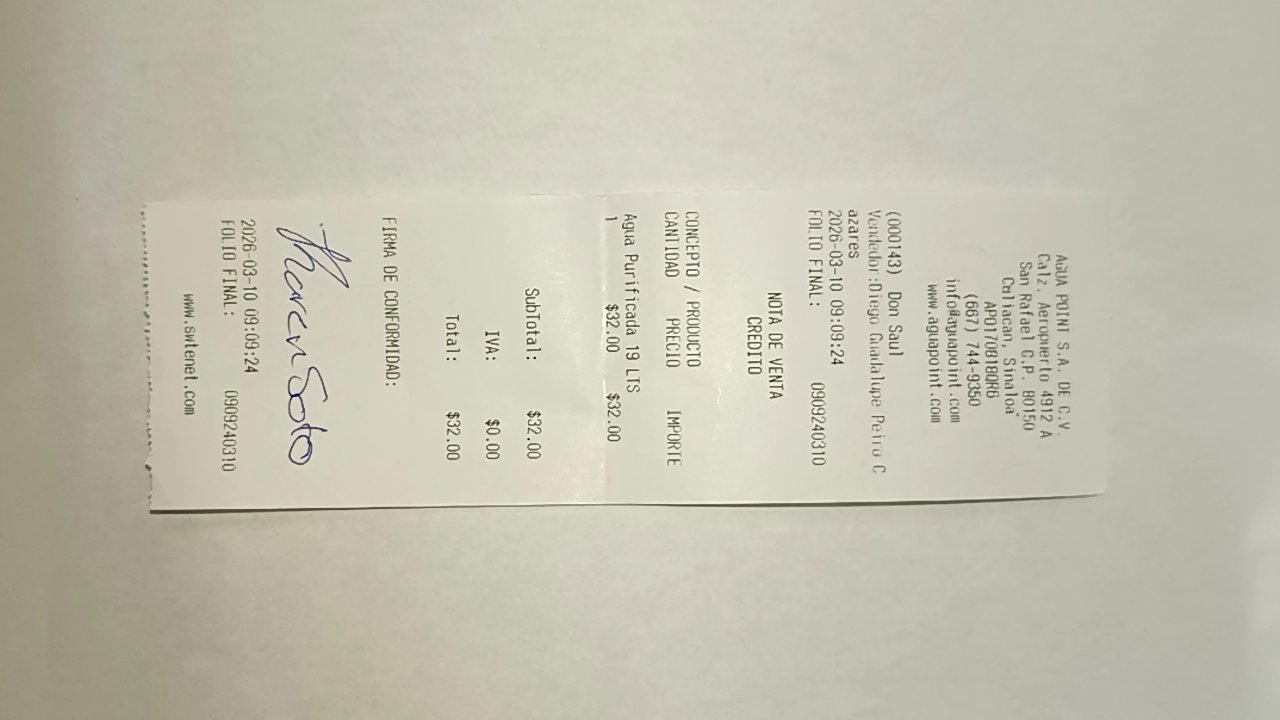 AGUA POINT S.A. DE C.V.
Calz. Aeropuerto 4912 A
San Rafael C.P. 80150
Culiacan, Sinaloa
APO170818QR6
(667) 744-9350
info@aguapoint.com
www.aguapoint.com
(000143) Don Saul
Vendedor:Diego Guadalupe Peiro C
azares
2026-03-10 09:09:24
FOLIO FINAL: 0909240310
NOTA DE VENTA
CREDITO
CONCEPTO / PRODUCTO
CANTIDAD PRECIO IMPORTE
Agua Purificada 19 LTS
1 $32.00 $32.00
SubTotal: $32.00
IVA: $0.00
Total: $32.00
FIRMA DE CONFORMIDAD:
Karen Soto
2026-03-10 09:09:24
FOLIO FINAL: 0909240310
www.swtenet.com